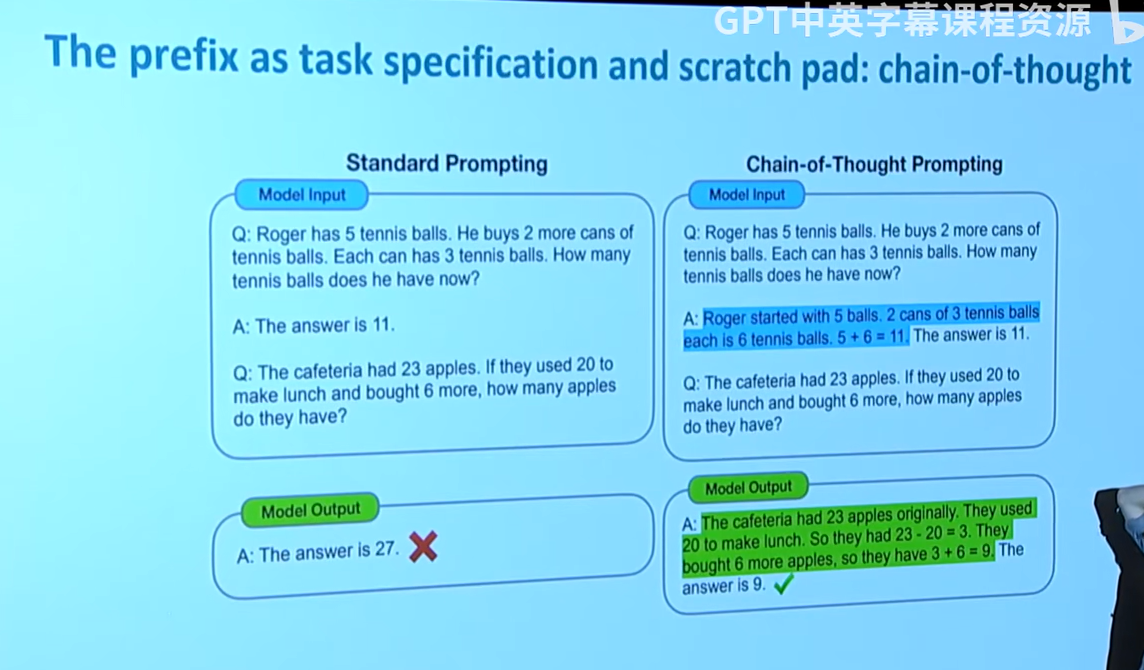 GPT中英字幕课程资源
The prefix as task specification and scratch pad: chain-of-thought
Standard Prompting
Model Input
Q: Roger has 5 tennis balls. He buys 2 more cans of
tennis balls. Each can has 3 tennis balls. How many
tennis balls does he have now?
A: The answer is 11.
Q: The cafeteria had 23 apples. If they used 20 to
make lunch and bought 6 more, how many apples
do they have?
Model Output
A: The answer is 27.
Chain-of-Thought Prompting
Model Input
Q: Roger has 5 tennis balls. He buys 2 more cans of
tennis balls. Each can has 3 tennis balls. How many
tennis balls does he have now?
A: Roger started with 5 balls. 2 cans of 3 tennis balls
each is 6 tennis balls. 5 + 6 = 11. The answer is 11.
Q: The cafeteria had 23 apples. If they used 20 to
make lunch and bought 6 more, how many apples
do they have?
Model Output
A: The cafeteria had 23 apples originally. They used
20 to make lunch. So they had 23 - 20 = 3. They
bought 6 more apples, so they have 3 + 6 = 9. The
answer is 9.